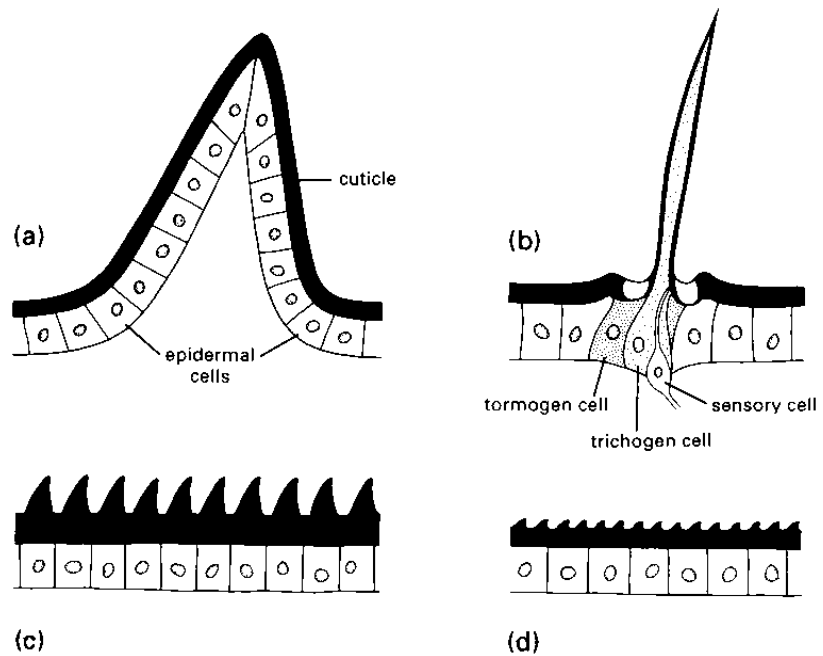 cuticle
(a)
(b)
epidermal
cells
tormogen cell
sensory cell
trichogen cell
(c)
(d)